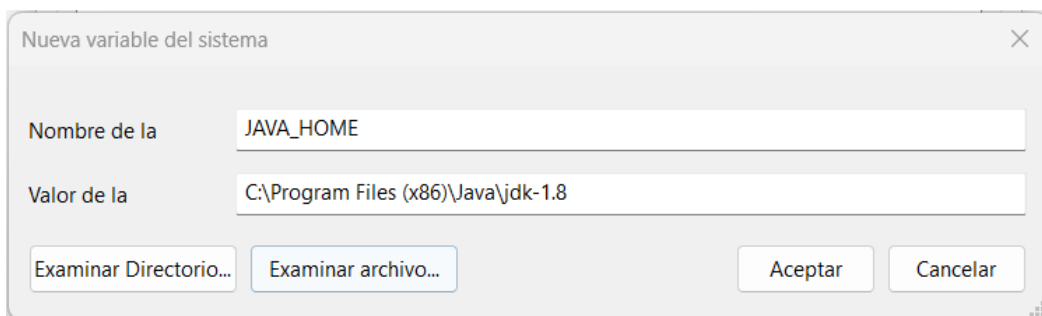 Nueva variable del sistema
Nombre de la JAVA_HOME
Valor de la C:\Program Files (x86)\Java\jdk-1.8
Examinar Directorio... Examinar archivo... Aceptar Cancelar